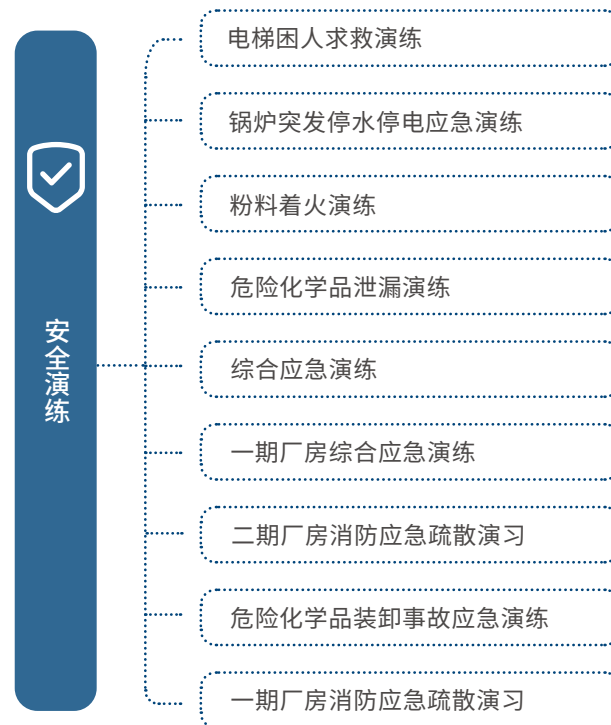 安全演练
电梯困人求救演练
锅炉突发停水停电应急演练
粉料着火演练
危险化学品泄漏演练
综合应急演练
一期厂房综合应急演练
二期厂房消防应急疏散演习
危险化学品装卸事故应急演练
一期厂房消防应急疏散演习